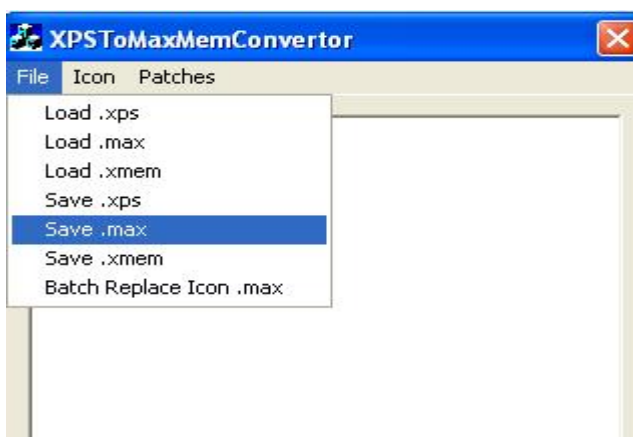 XPSToMaxMemConvertor
File Icon Patches
Load .xps
Load .max
Load .xmem
Save .xps
Save .max
Save .xmem
Batch Replace Icon .max